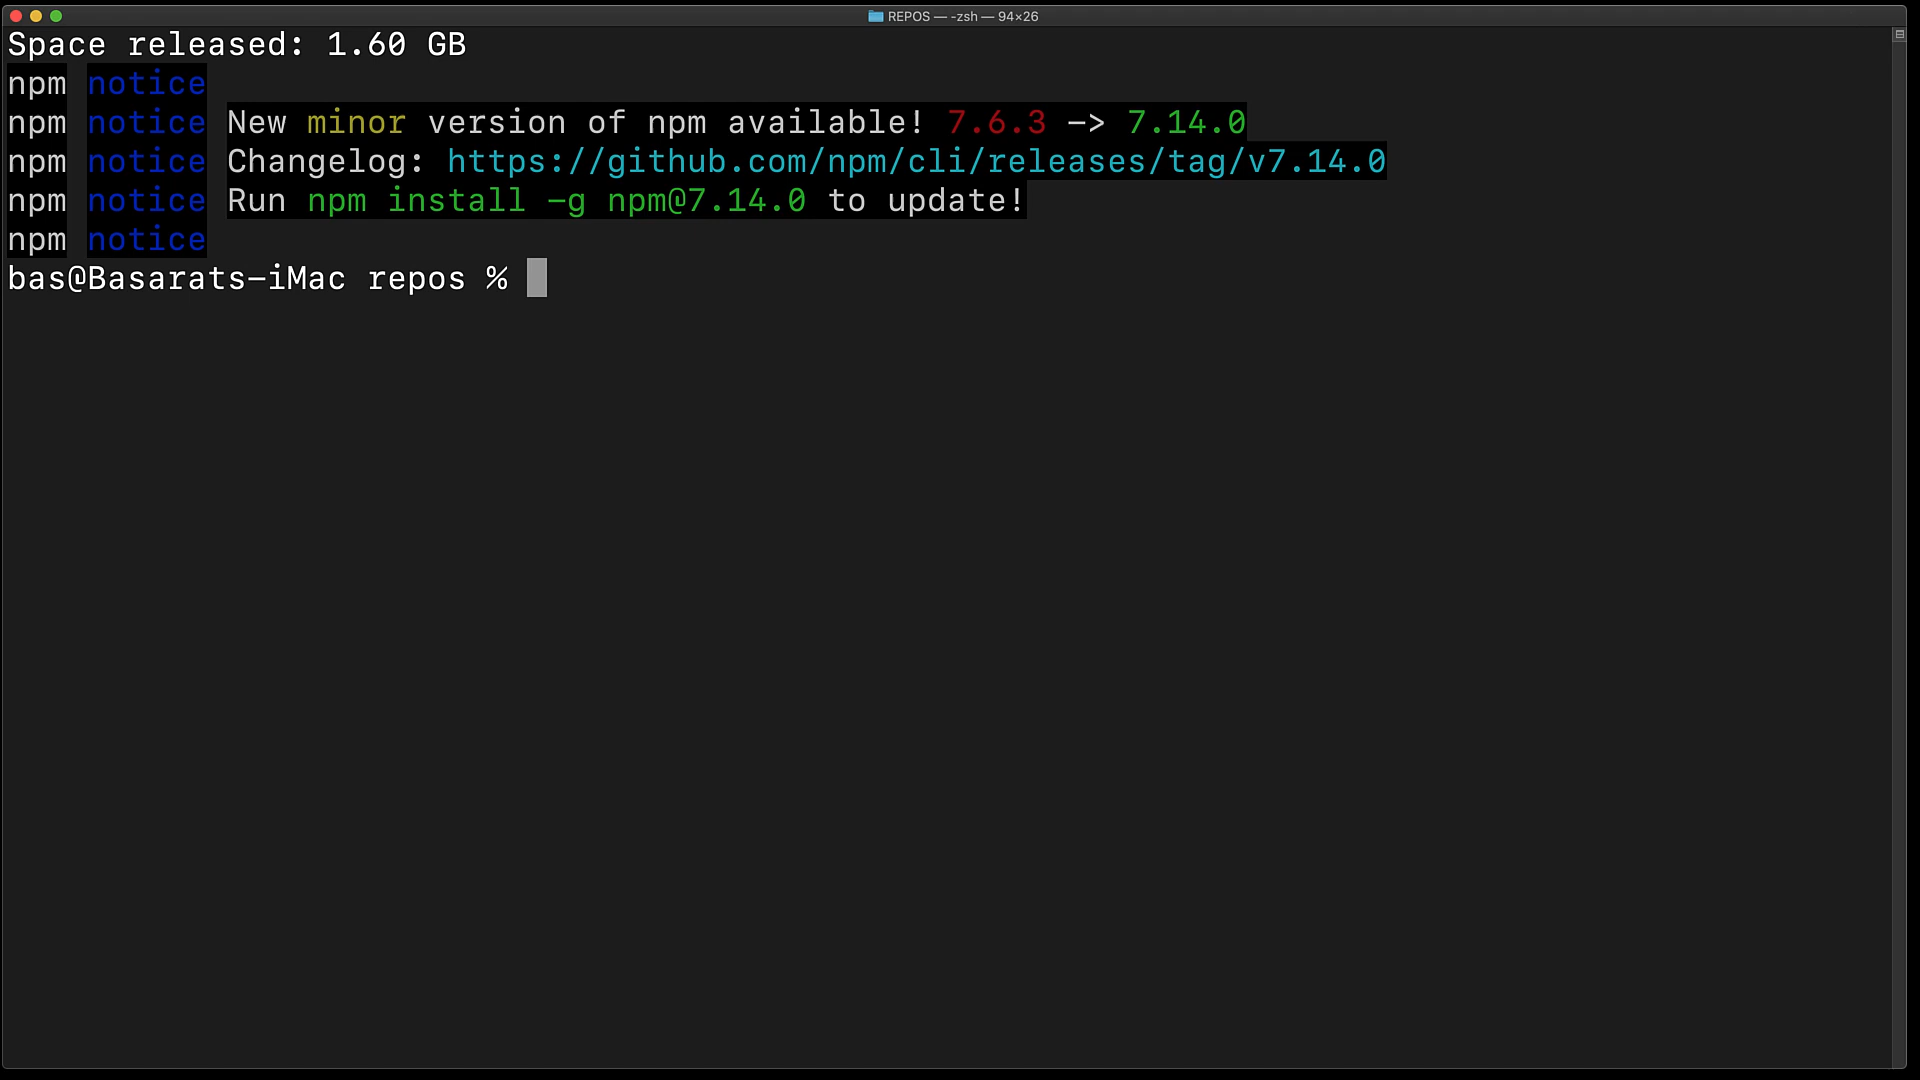 REPOS — -zsh — 94×26
Space released: 1.60 GB
npm notice
npm notice New minor version of npm available! 7.6.3 -> 7.14.0
npm notice Changelog: https://github.com/npm/cli/releases/tag/v7.14.0
npm notice Run npm install -g npm@7.14.0 to update!
npm notice
bas@Basarats-iMac repos %